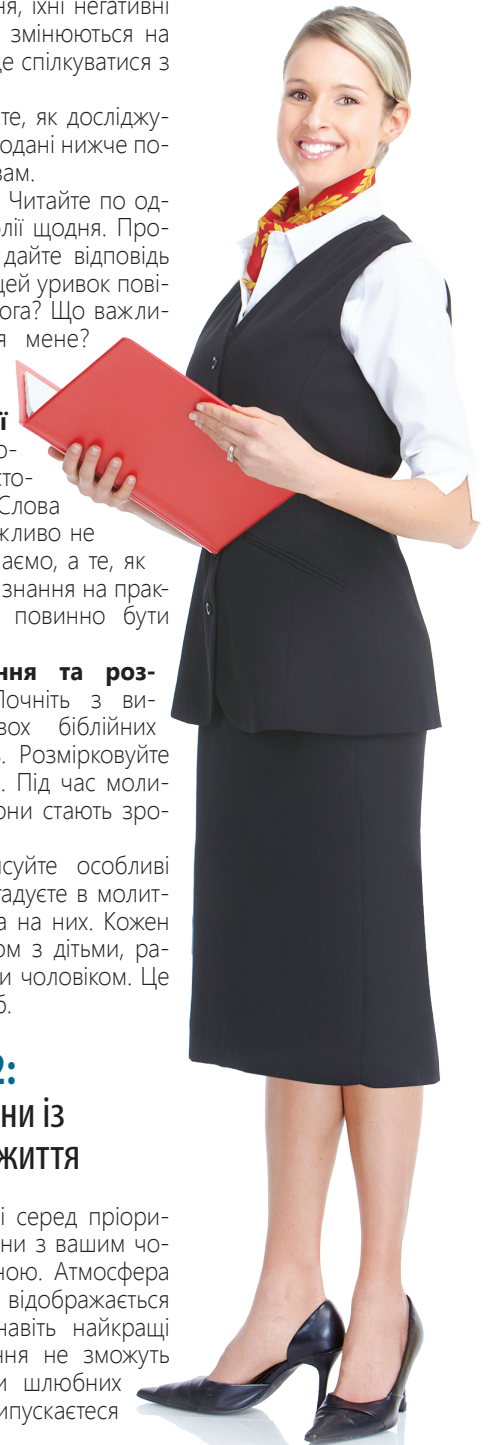 ня, їхні негативні
змінюються на
це спілкуватися з
те, як досліджу-
одані нижче по-
вам.
Читайте по од-
лії щодня. Про-
дайте відповідь
цей уривок пові-
ога? Що важли-
я мене?
ї
о-
сто-
Слова
жливо не
аємо, а те, як
знання на прак-
повинно бути
ння та роз-
Почніть з ви-
вох біблійних
ь. Розмірковуйте
. Під час моли-
они стають зро-
суйте особливі
гадуєте в молит-
а на них. Кожен
ом з дітьми, ра-
и чоловіком. Це
б.
2:
ни із
життя
і серед пріори-
ни з вашим чо-
ною. Атмосфера
відображається
навіть найкращі
ння не зможуть
и шлюбних
ипускаєтеся